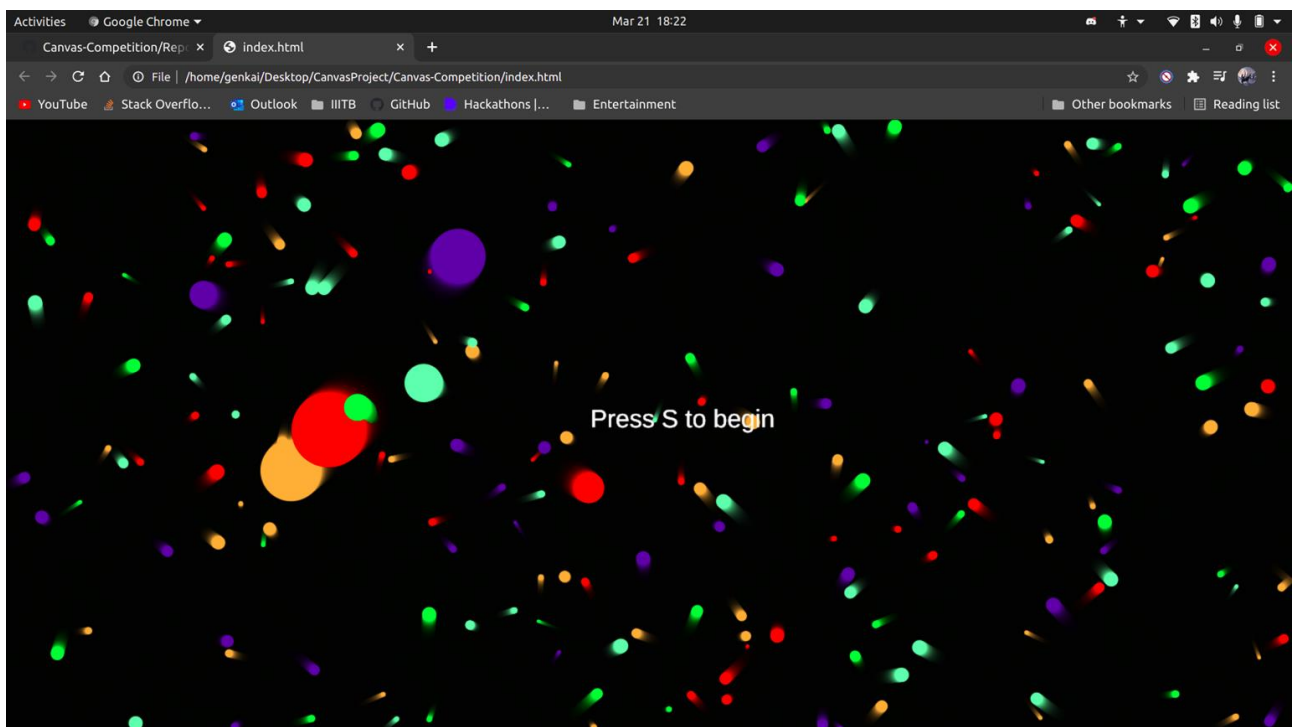 Activities Google Chrome Mar 21 18:22
Canvas-Competition/Rep index.html
File | /home/genkai/Desktop/CanvasProject/Canvas-Competition/index.html
YouTube Stack Overflo... Outlook IIITB GitHub Hackathons |... Entertainment Other bookmarks Reading list
Press S to begin